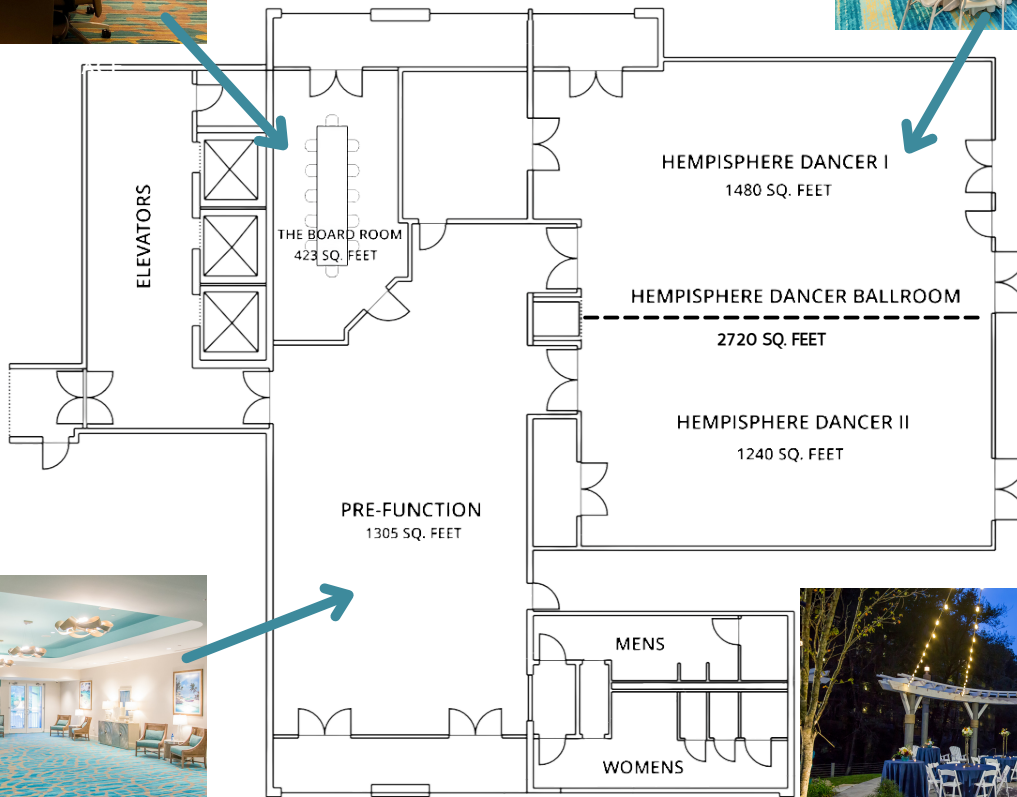 HEMPISPHERE DANCER I
1480 SQ. FEET
ELEVATORS
THE BOARD ROOM
423 SQ. FEET
HEMPISPHERE DANCER BALLROOM
2720 SQ. FEET
HEMPISPHERE DANCER II
1240 SQ. FEET
PRE-FUNCTION
1305 SQ. FEET
MENS
WOMENS